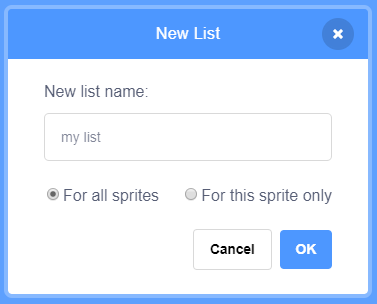 New List
New list name:
my list
For all sprites For this sprite only
Cancel OK